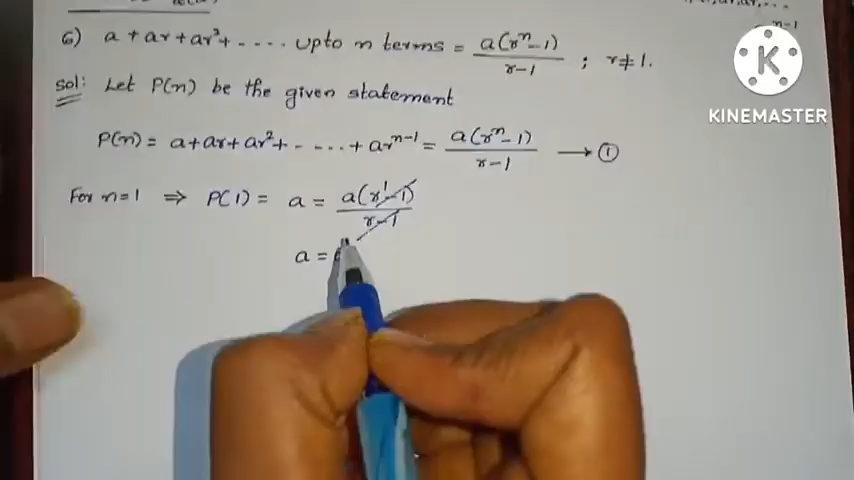 6) a + ar + ar² + .... upto n terms = a(rⁿ-1)/r-1 ; r≠1.
Sol: Let P(n) be the given statement
P(n) = a + ar + ar² + ..... + arⁿ⁻¹ = a(rⁿ-1)/r-1 → ①
For n=1 ⇒ P(1) = a = a(r¹-1)/r-1
a =
n-1
K
KINEMASTER